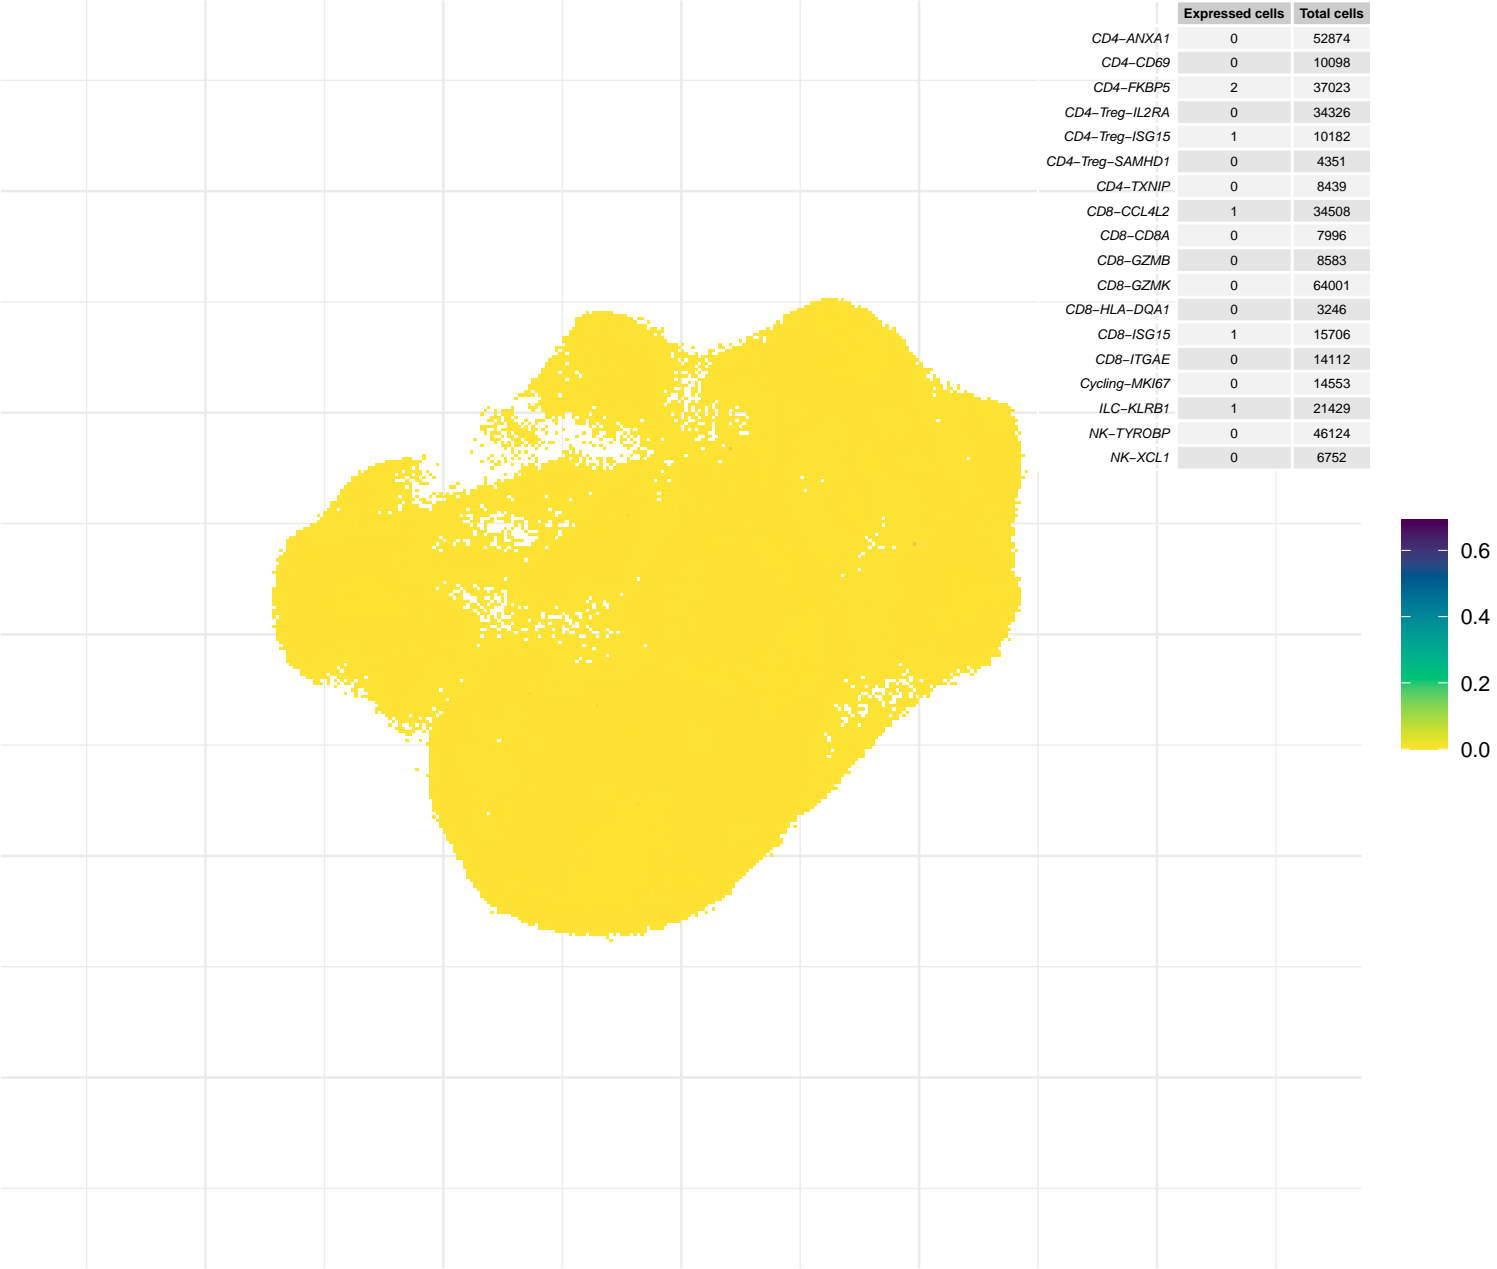 Expressed cells Total cells
CD4−ANXA1 0 52874
CD4−CD69 0 10098
CD4−FKBP5 2 37023
CD4−Treg−IL2RA 0 34326
CD4−Treg−ISG15 1 10182
CD4−Treg−SAMHD1 0 4351
CD4−TXNIP 0 8439
CD8−CCL4L2 1 34508
CD8−CD8A 0 7996
CD8−GZMB 0 8583
CD8−GZMK 0 64001
CD8−HLA−DQA1 0 3246
CD8−ISG15 1 15706
CD8−ITGAE 0 14112
Cycling−MKI67 0 14553
ILC−KLRB1 1 21429
NK−TYROBP 0 46124
NK−XCL1 0 6752
0.6
0.4
0.2
0.0